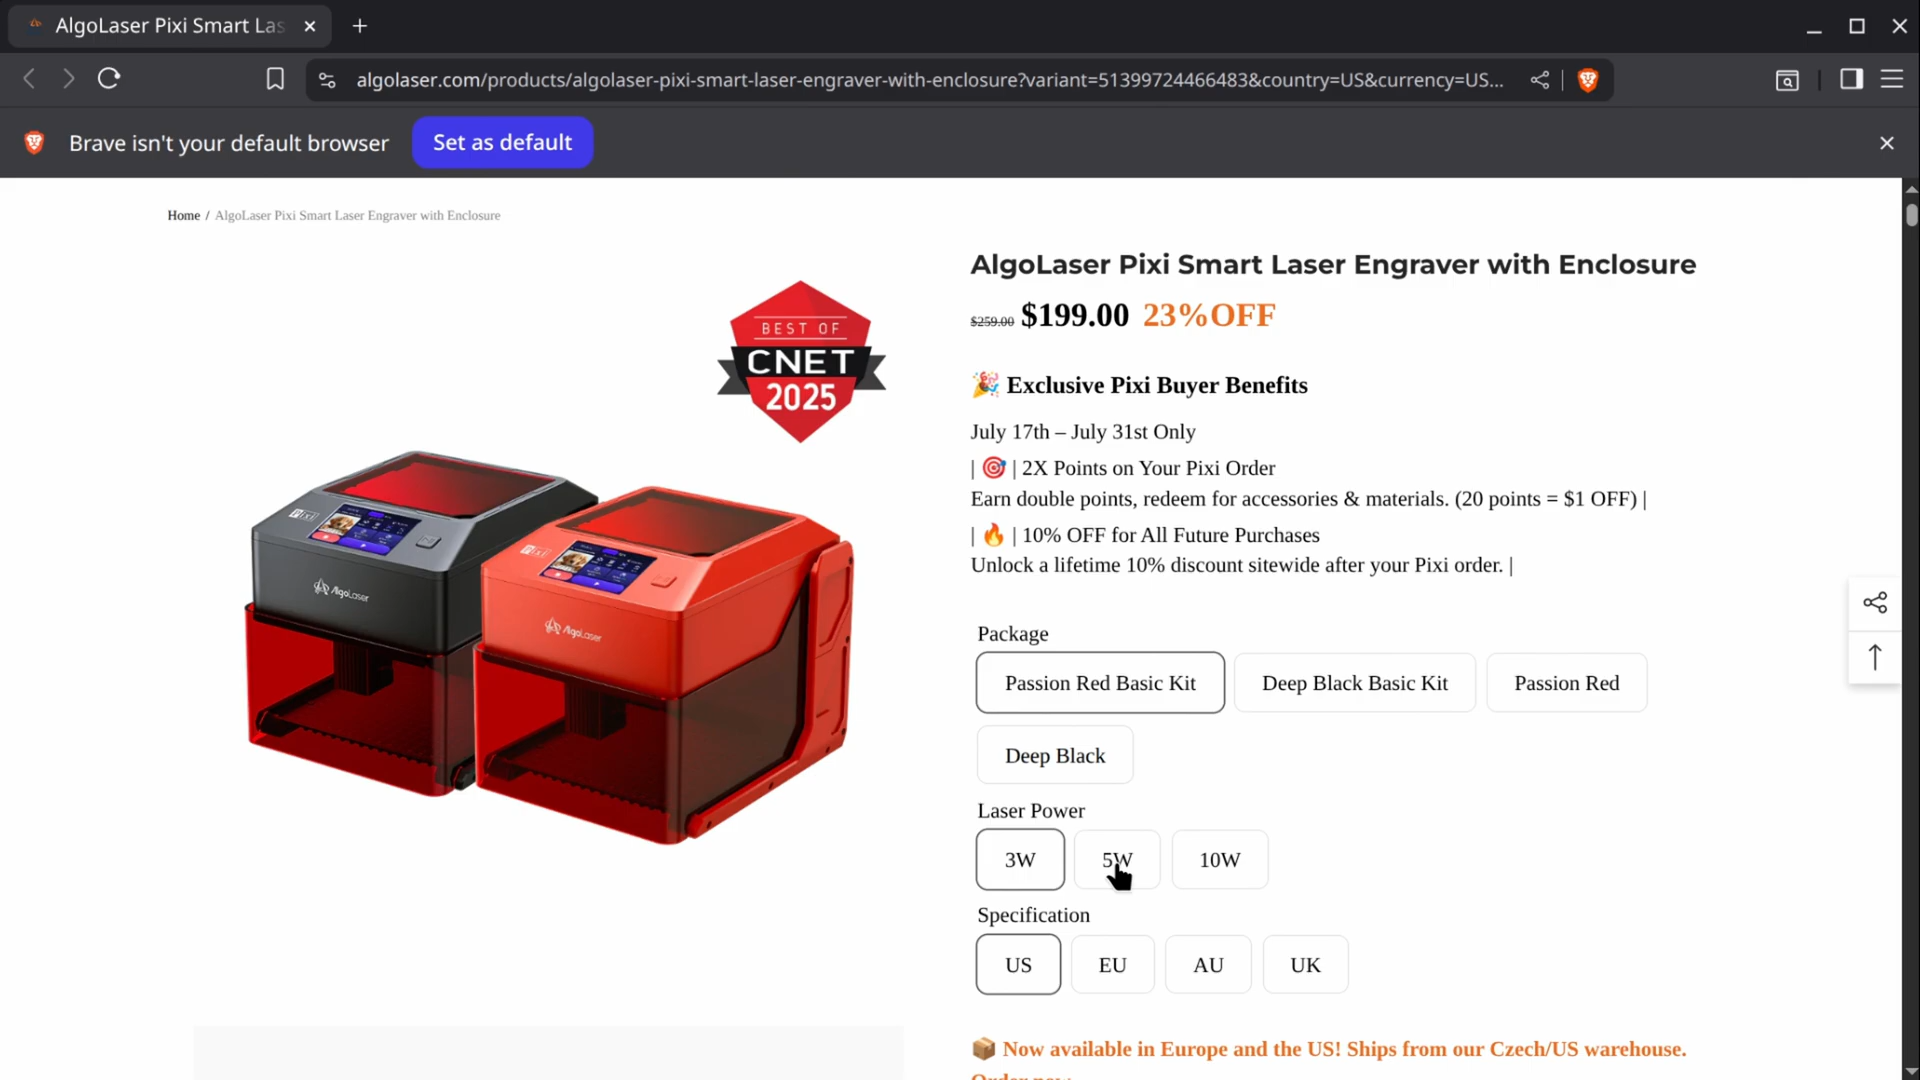 AlgoLaser Pixi Smart Las
algolaser.com/products/algolaser-pixi-smart-laser-engraver-with-enclosure?variant=51399724466483&country=US&currency=US...
Brave isn't your default browser
Set as default
Home / AlgoLaser Pixi Smart Laser Engraver with Enclosure
BEST OF
CNET
2025
Pixi
AlgoLaser
Pixi
AlgoLaser
AlgoLaser Pixi Smart Laser Engraver with Enclosure
$259.00 $199.00 23%OFF
🎉 Exclusive Pixi Buyer Benefits
July 17th – July 31st Only
| 🎯 | 2X Points on Your Pixi Order
Earn double points, redeem for accessories & materials. (20 points = $1 OFF) |
| 🔥 | 10% OFF for All Future Purchases
Unlock a lifetime 10% discount sitewide after your Pixi order. |
Package
Passion Red Basic Kit
Deep Black Basic Kit
Passion Red
Deep Black
Laser Power
3W
5W
10W
Specification
US
EU
AU
UK
📦 Now available in Europe and the US! Ships from our Czech/US warehouse.
Order now